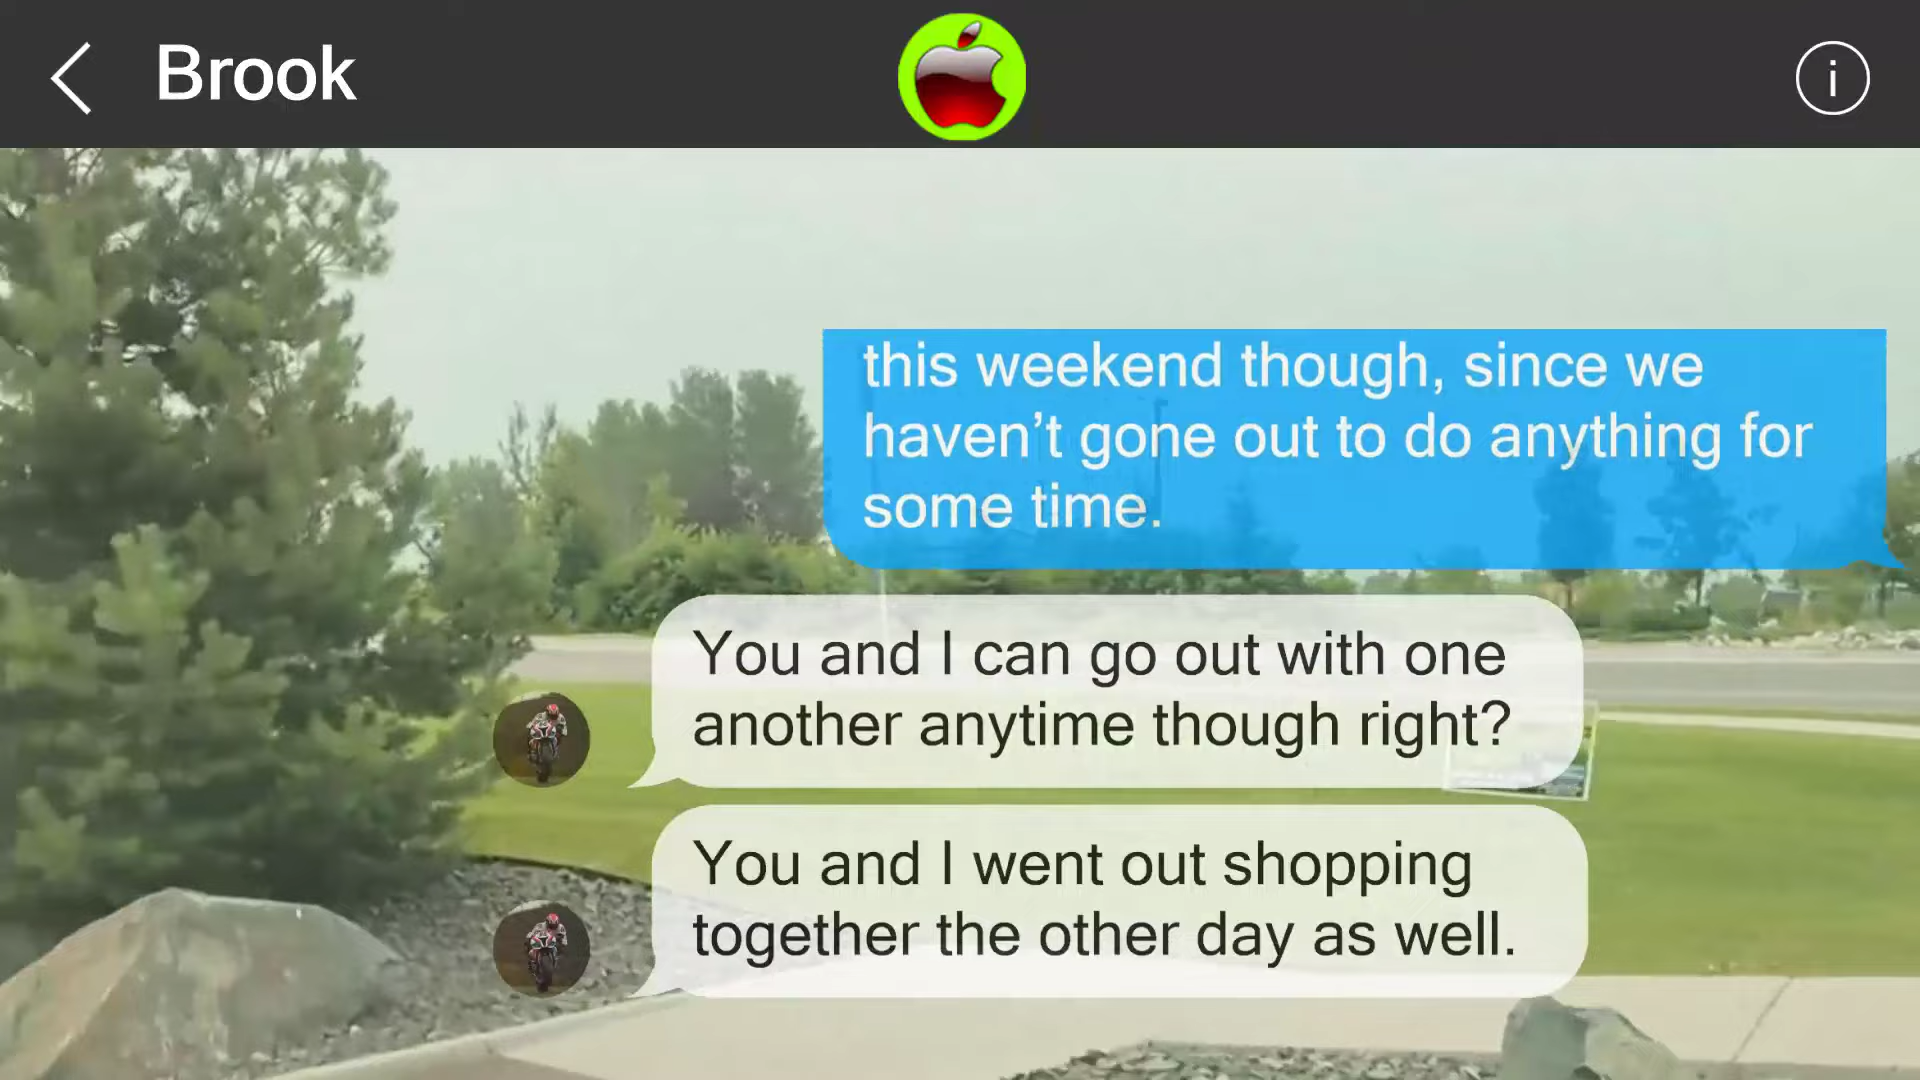 Brook
i
this weekend though, since we
haven’t gone out to do anything for
some time.
You and I can go out with one
another anytime though right?
You and I went out shopping
together the other day as well.